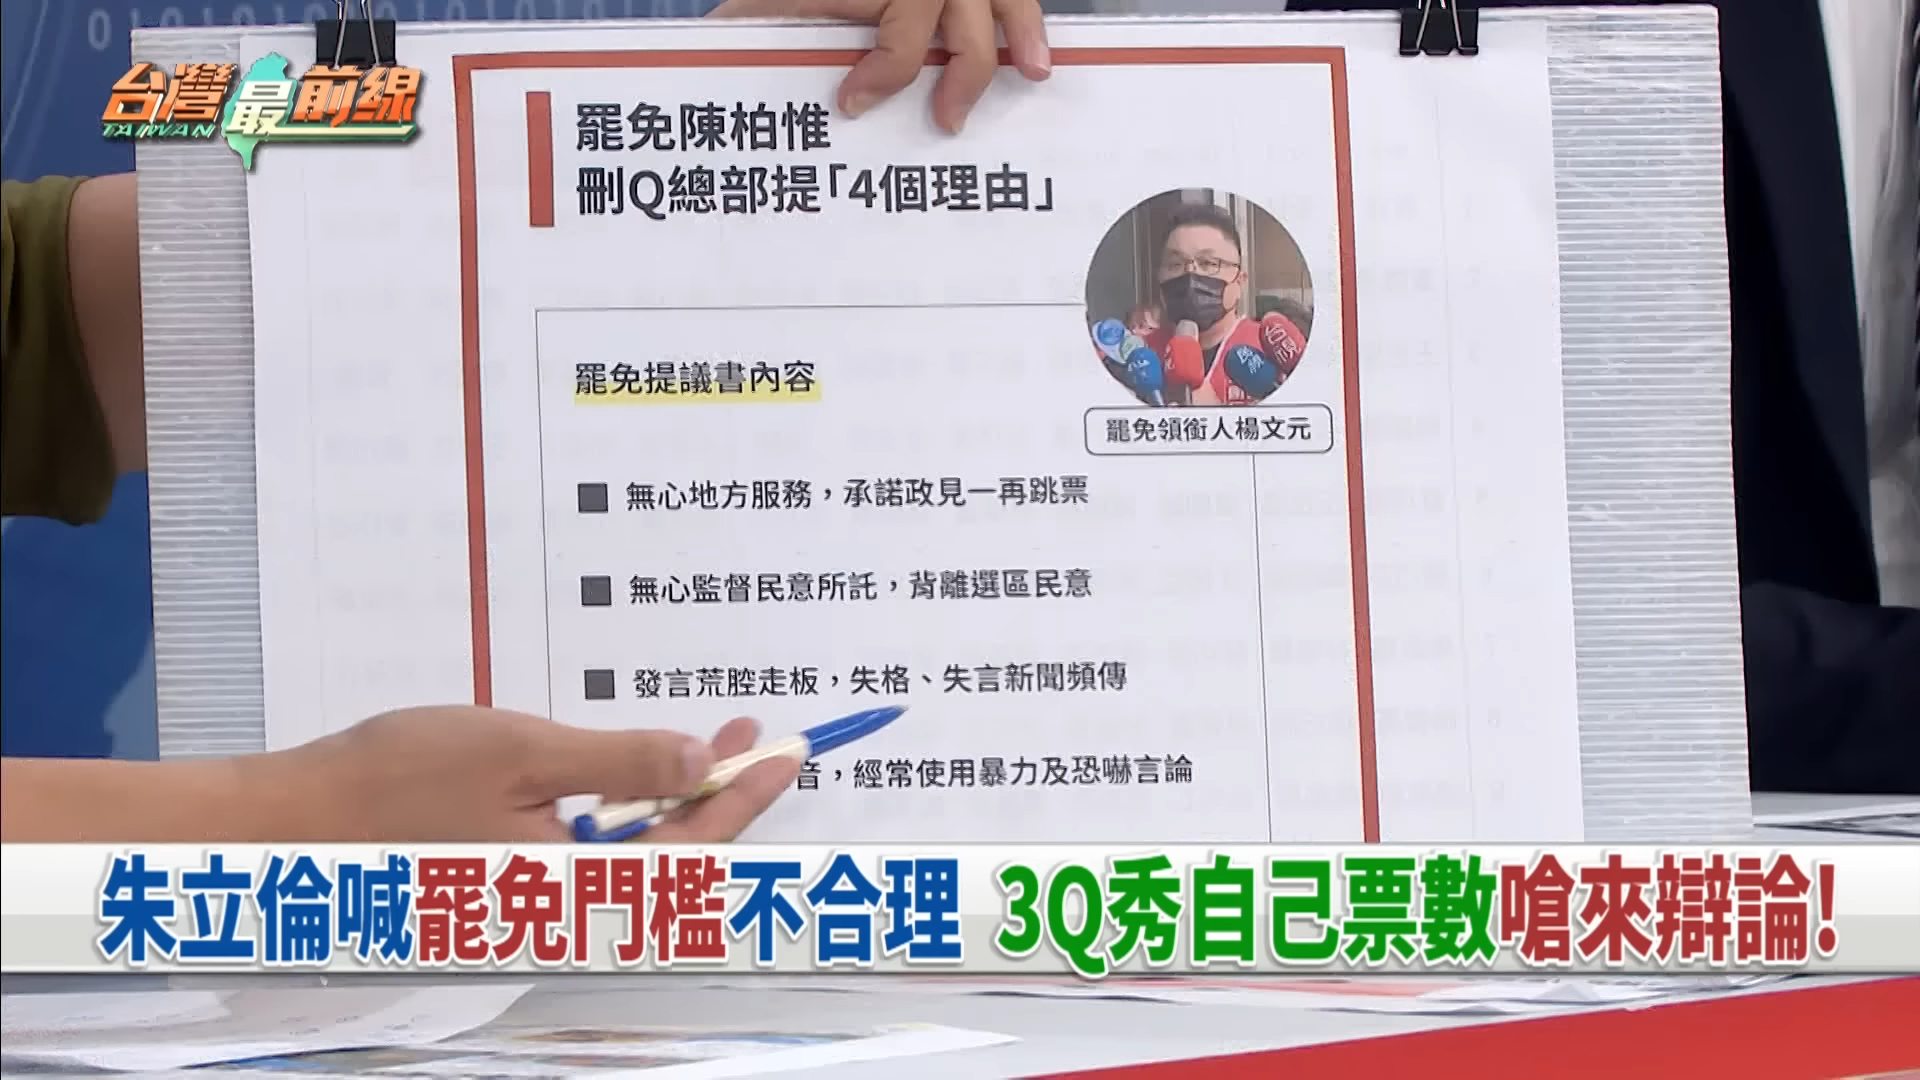 台灣最前線
TAIWAN
罷免陳柏惟
刪Q總部提「4個理由」
罷免提議書內容
罷免領銜人楊文元
無心地方服務，承諾政見一再跳票
無心監督民意所託，背離選區民意
發言荒腔走板，失格、失言新聞頻傳
音，經常使用暴力及恐嚇言論
民視
朱立倫喊罷免門檻不合理 3Q秀自己票數嗆來辯論!